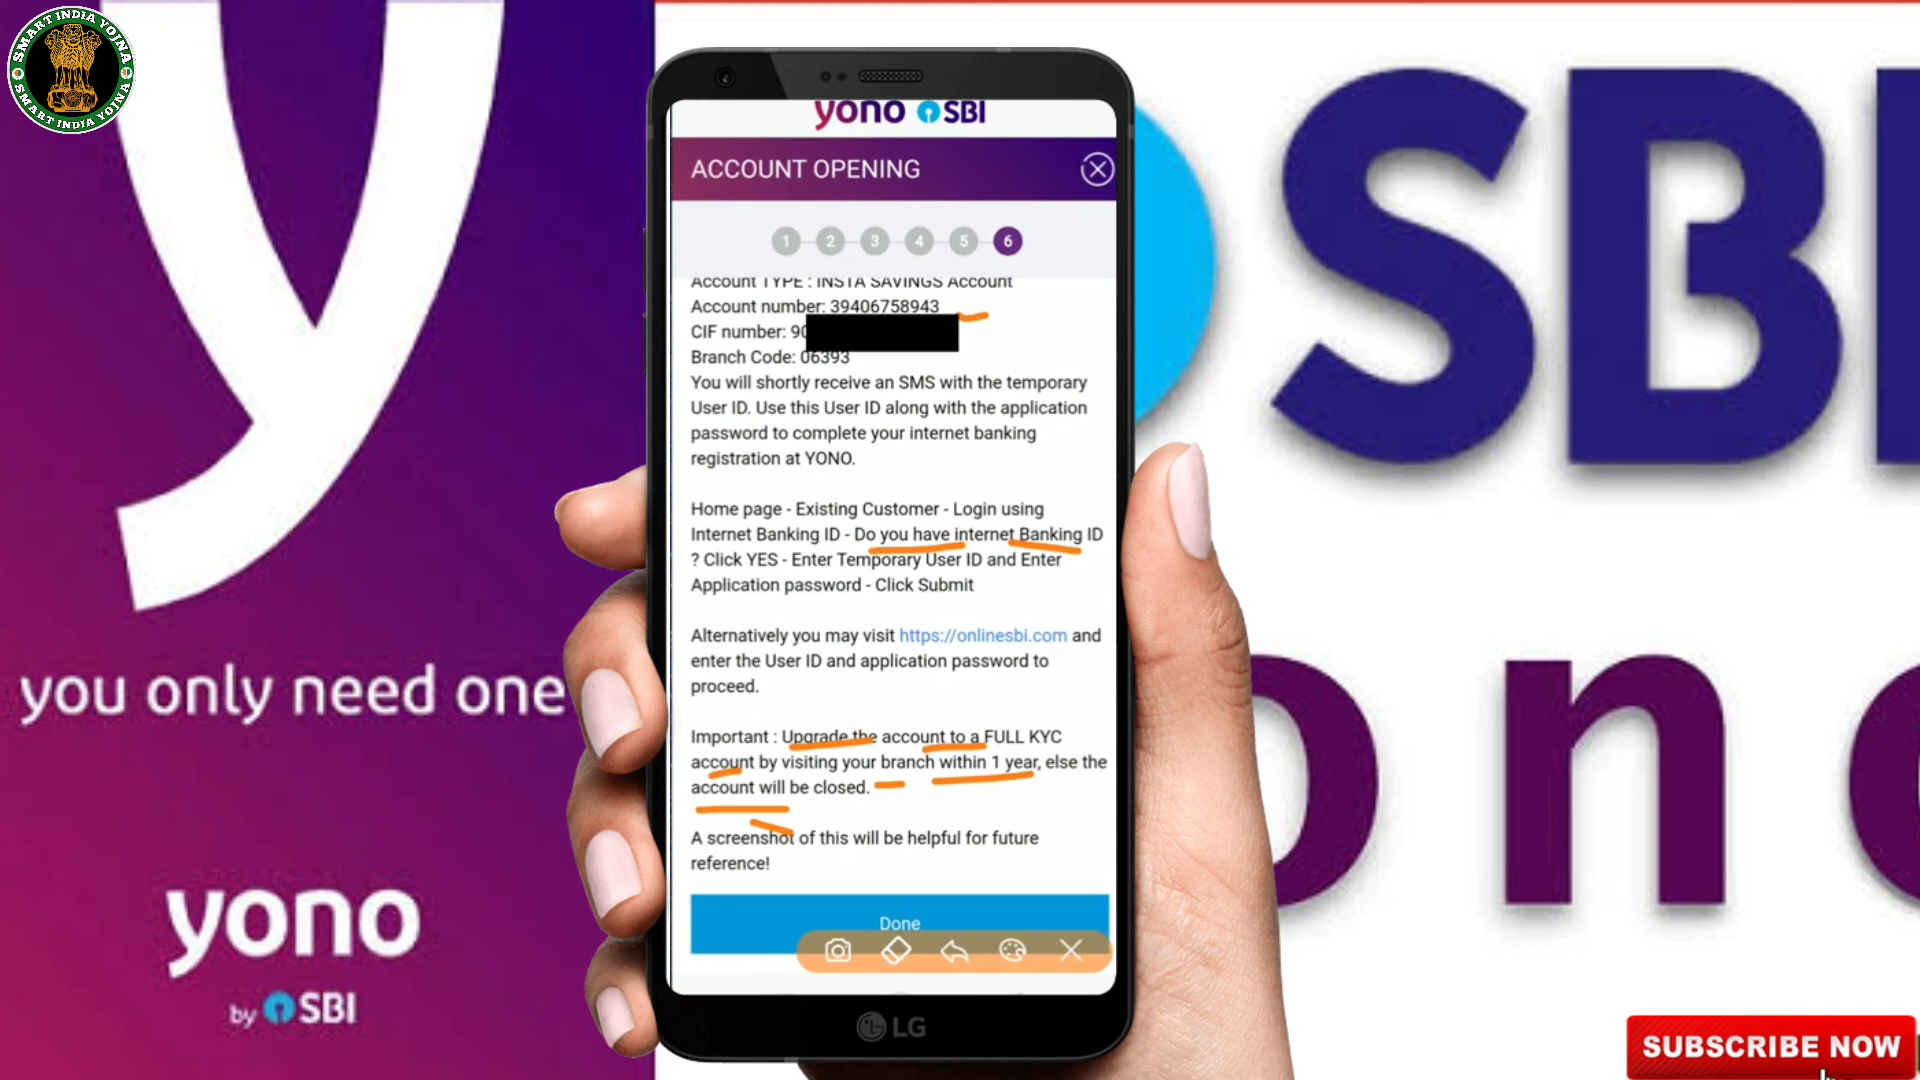 SMART INDIA YOJNA
SMART INDIA YOJNA
you only need one
yono
by SBI
SBI
ono
yono SBI
ACCOUNT OPENING
1 2 3 4 5 6
Account TYPE : INSTA SAVINGS Account
Account number: 39406758943
CIF number: 90
Branch Code: 06393
You will shortly receive an SMS with the temporary
User ID. Use this User ID along with the application
password to complete your internet banking
registration at YONO.
Home page - Existing Customer - Login using
Internet Banking ID - Do you have internet Banking ID
? Click YES - Enter Temporary User ID and Enter
Application password - Click Submit
Alternatively you may visit https://onlinesbi.com and
enter the User ID and application password to
proceed.
Important : Upgrade the account to a FULL KYC
account by visiting your branch within 1 year, else the
account will be closed.
A screenshot of this will be helpful for future
reference!
Done
LG
SUBSCRIBE NOW